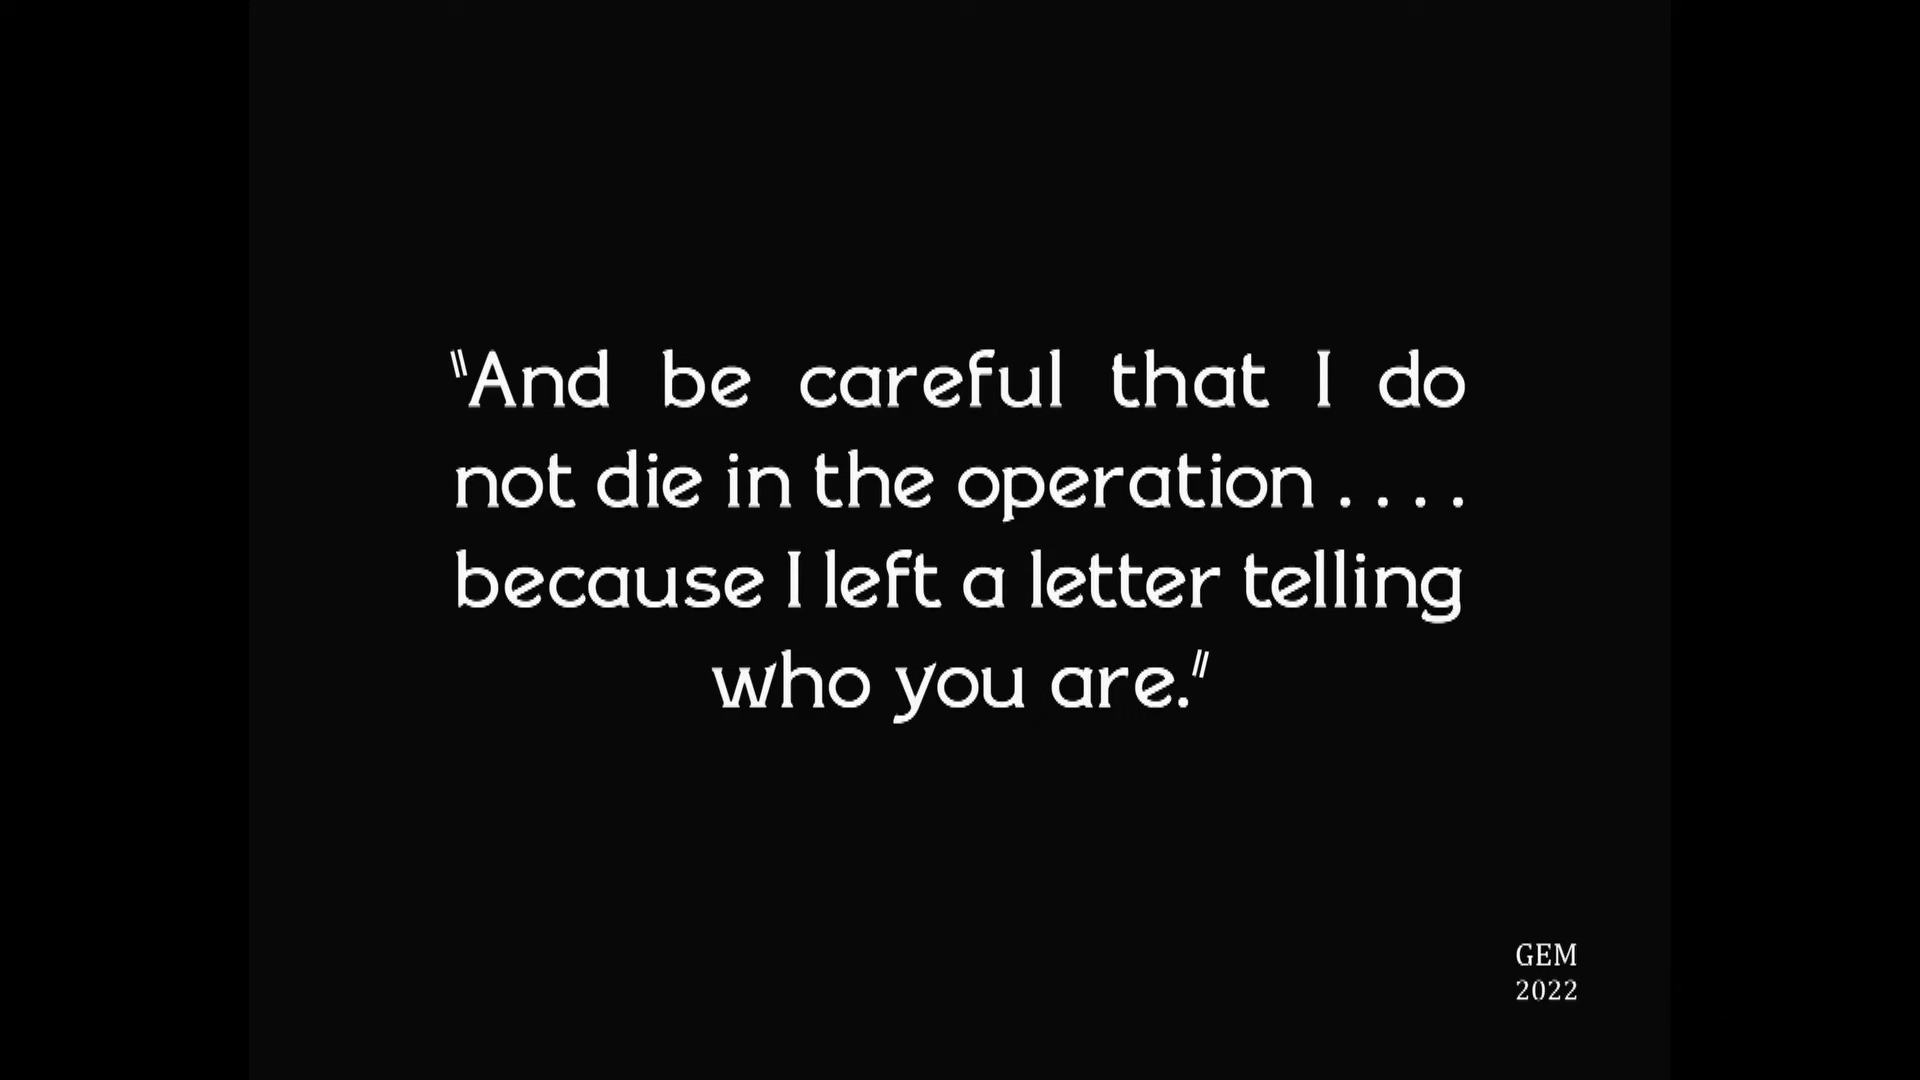 "And be careful that I do
not die in the operation . . . .
because I left a letter telling
who you are."
GEM
2022